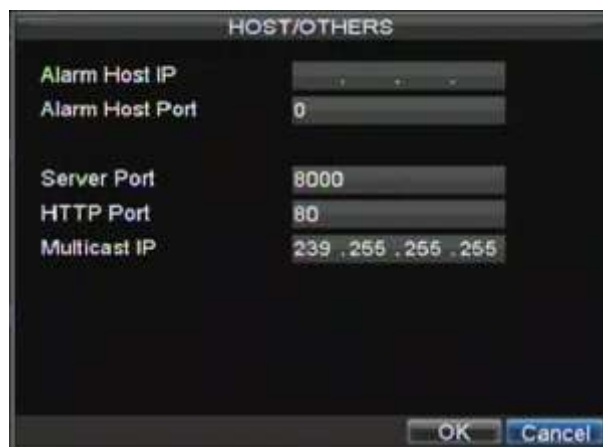 HOST/OTHERS
Alarm Host IP . . .
Alarm Host Port 0
Server Port 8000
HTTP Port 80
Multicast IP 239 .255 .255 .255
OK Cancel